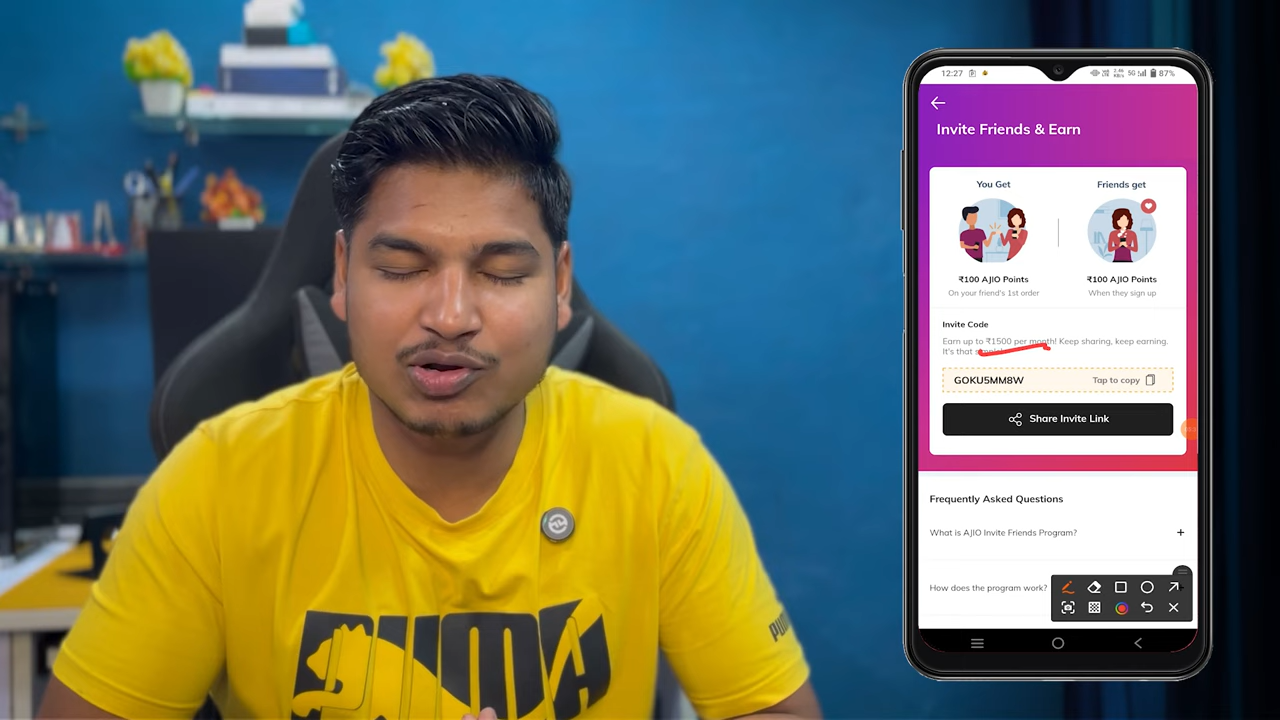 12:27
5G
87%
Invite Friends & Earn
You Get
Friends get
₹100 AJIO Points
₹100 AJIO Points
On your friend's 1st order
When they sign up
Invite Code
Earn up to ₹1500 per month! Keep sharing, keep earning.
It's that
GOKU5MM8W
Tap to copy
Share Invite Link
Frequently Asked Questions
What is AJIO Invite Friends Program?
How does the program work?
PUMA
PUMA